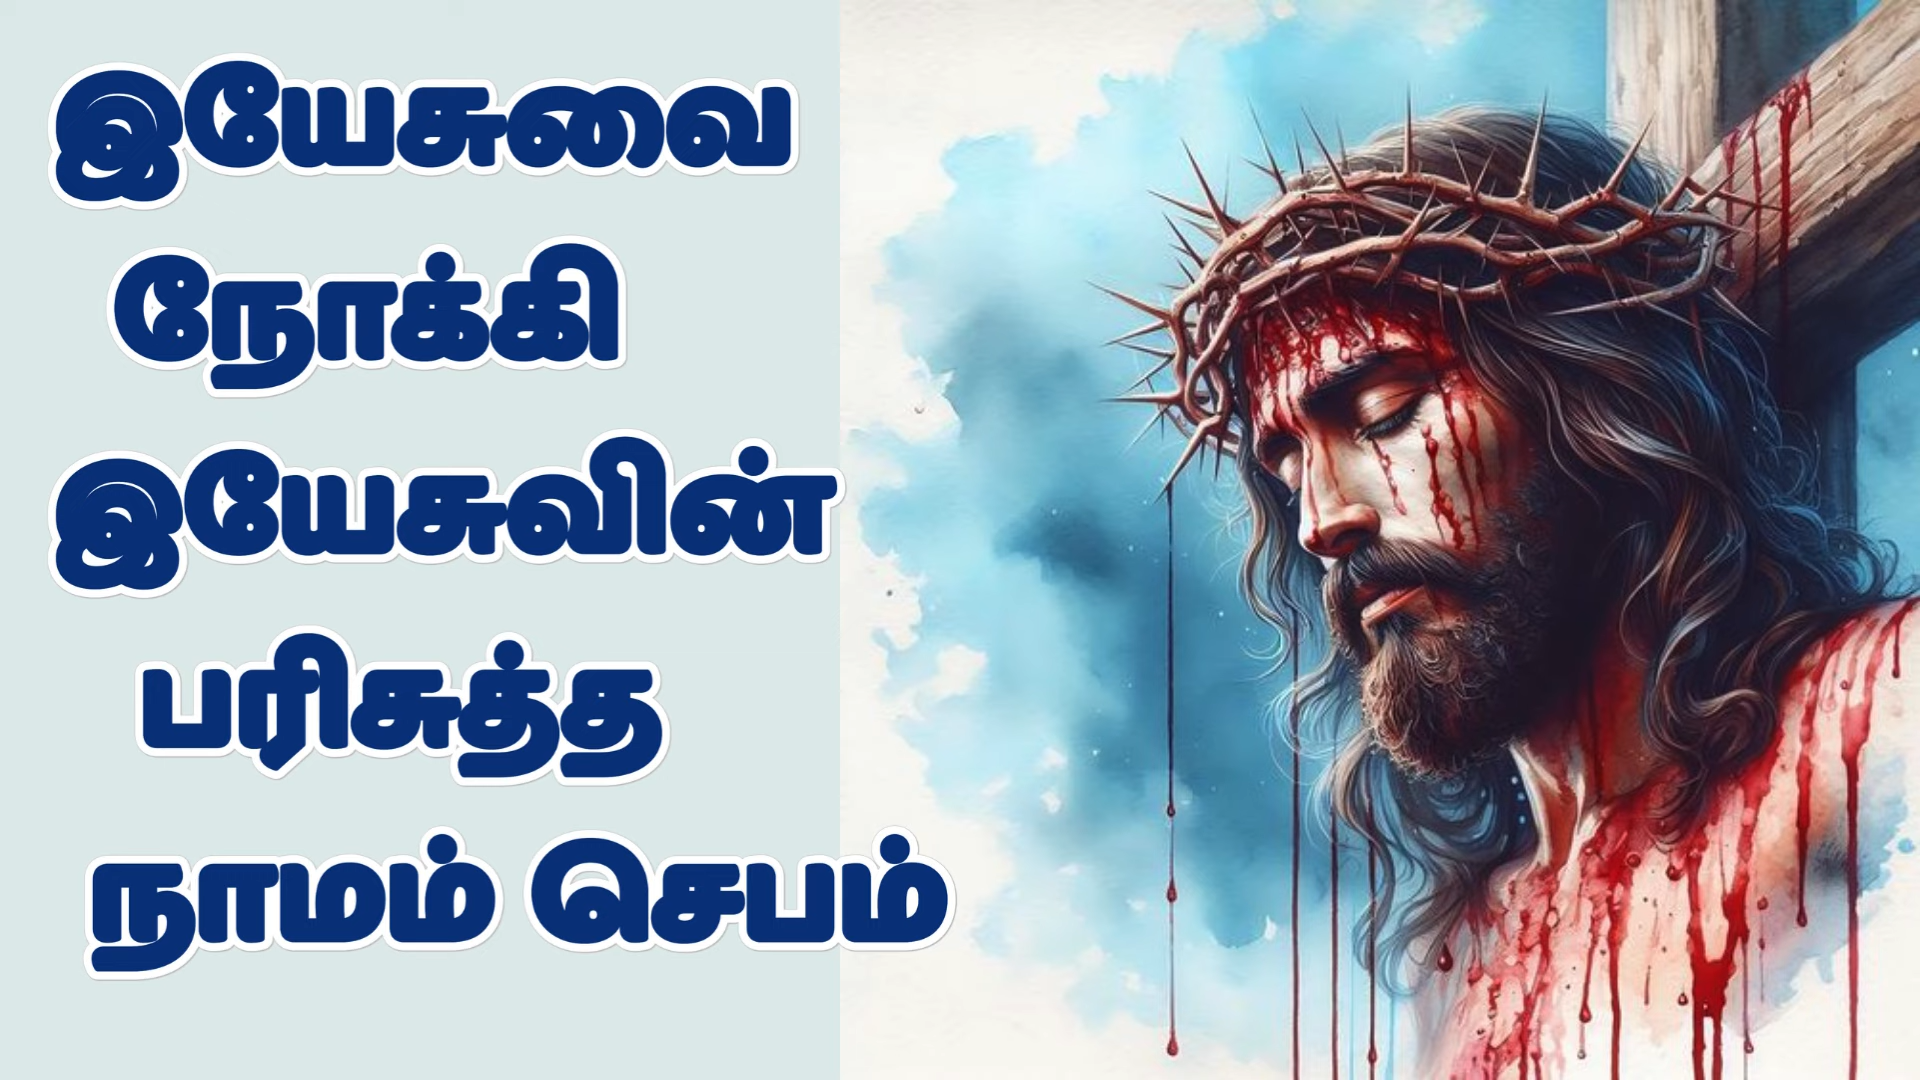 இயேசுவை
நோக்கி
இயேசுவின்
பரிசுத்த
நாமம் செபம்